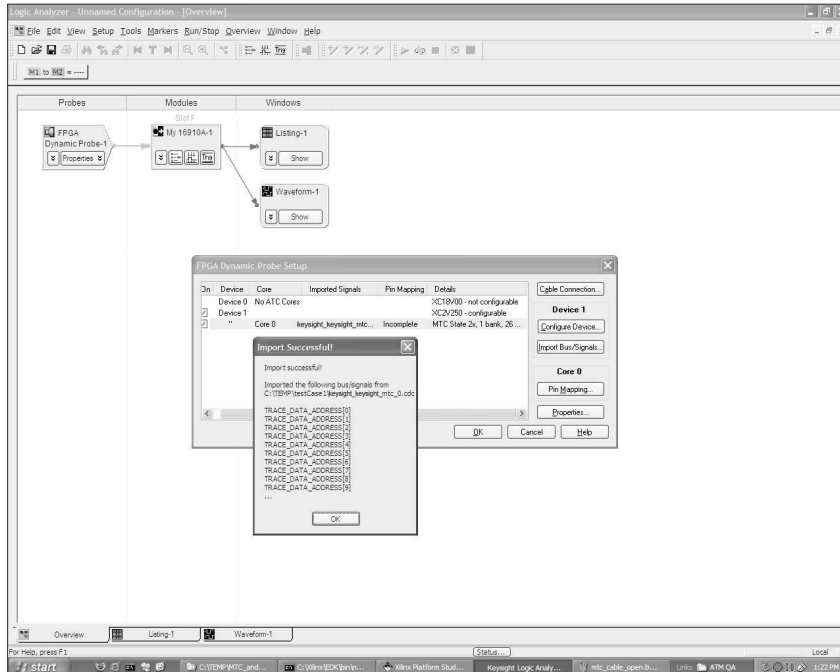 Logic Analyzer - Unnamed Configuration - [Overview]
File Edit View Setup Tools Markers Run/Stop Overview Window Help
M1 to M2 = ----
Probes Modules Windows
Slot F
FPGA
Dynamic Probe-1
Properties
My 16910A-1
Listing-1
Show
Waveform-1
Show
FPGA Dynamic Probe Setup
On Device Core Imported Signals Pin Mapping Details
Device 0 No ATC Cores XC18V00 - not configurable
Device 1 XC2V250 - configurable
" Core 0 keysight_keysight_mtc... Incomplete MTC State 2x, 1 bank, 26 ...
Cable Connection...
Device 1
Configure Device...
Import Bus/Signals...
Core 0
Pin Mapping...
Properties...
OK Cancel Help
Import Successful!
Import successful!
Imported the following bus/signals from
C:\TEMP\testCase1\keysight_keysight_mtc_0.cdc
TRACE_DATA_ADDRESS[0]
TRACE_DATA_ADDRESS[1]
TRACE_DATA_ADDRESS[2]
TRACE_DATA_ADDRESS[3]
TRACE_DATA_ADDRESS[4]
TRACE_DATA_ADDRESS[5]
TRACE_DATA_ADDRESS[6]
TRACE_DATA_ADDRESS[7]
TRACE_DATA_ADDRESS[8]
TRACE_DATA_ADDRESS[9]
...
OK
Overview Listing-1 Waveform-1
For Help, press F1 Status... Local
start C:\TEMP\MTC_and... C:\Xilinx\EDK\bin\n... Xilinx Platform Stud... Keysight Logic Analy... mtc_cable_open.b... Links ATM QA 1:22 PM